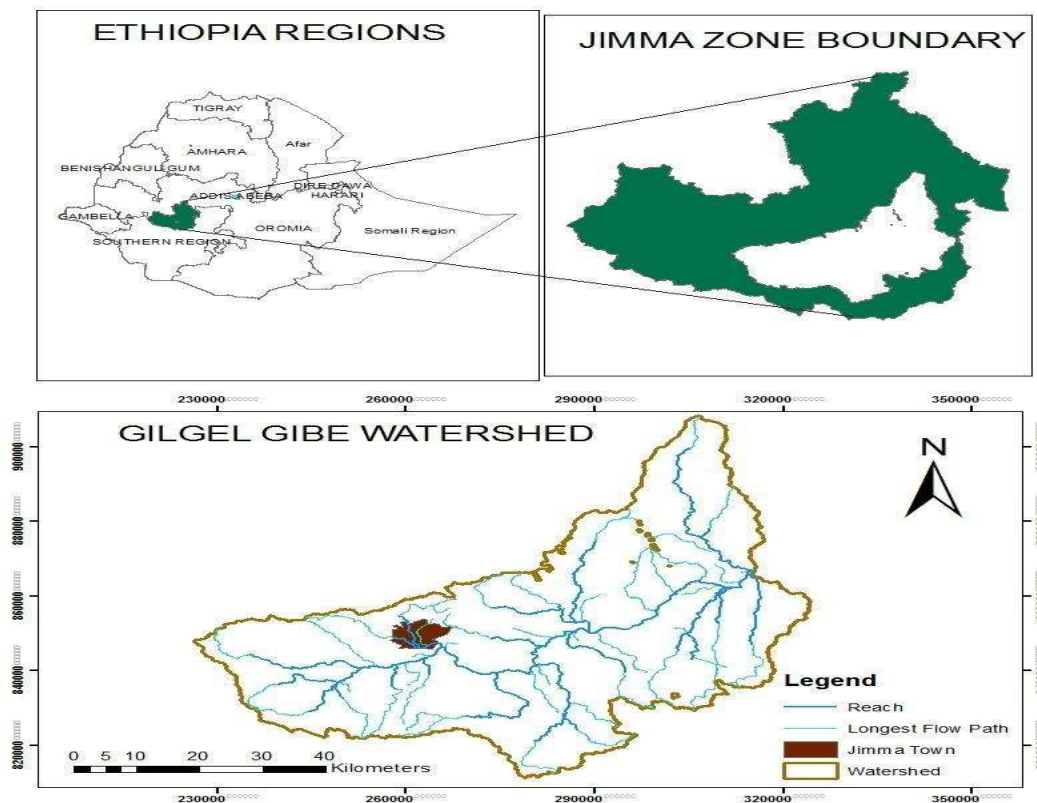 ETHIOPIA REGIONS
TIGRAY
AMHARA
Afar
BENISHANGULGUM
ADDIS ABEBA
DIRE DAWA
HARARI
GAMBELLA
OROMIA
Somali Region
SOUTHERN REGION
JIMMA ZONE BOUNDARY
230000 260000 290000 320000 350000
GILGEL GIBE WATERSHED
N
900000
880000
860000
840000
820000
Legend
Reach
Longest Flow Path
Jimma Town
Watershed
0 5 10 20 30 40
Kilometers
230000 260000 290000 320000 350000